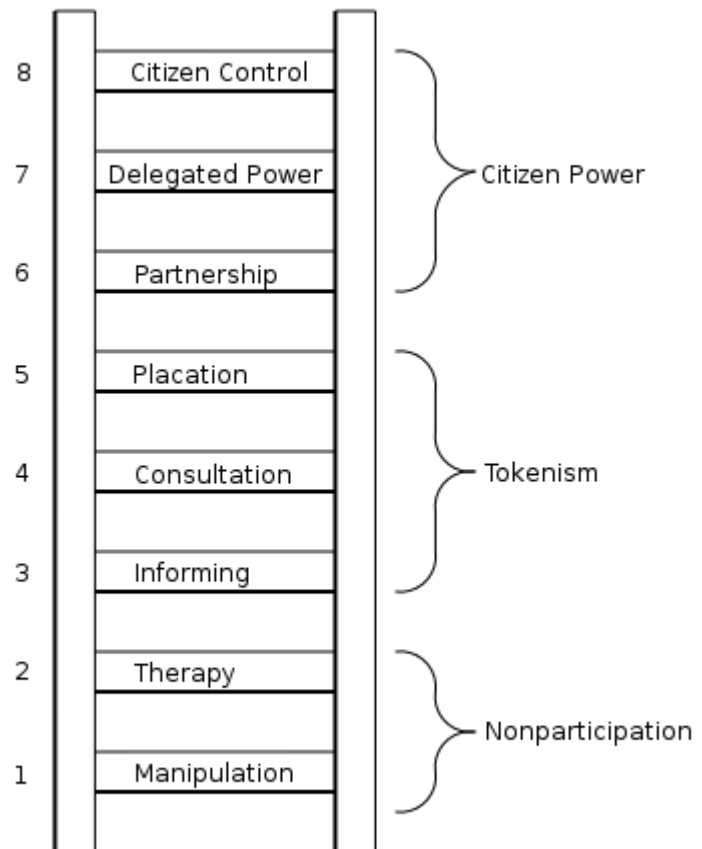 8 Citizen Control
7 Delegated Power
Citizen Power
6 Partnership
5 Placation
4 Consultation
Tokenism
3 Informing
2 Therapy
Nonparticipation
1 Manipulation